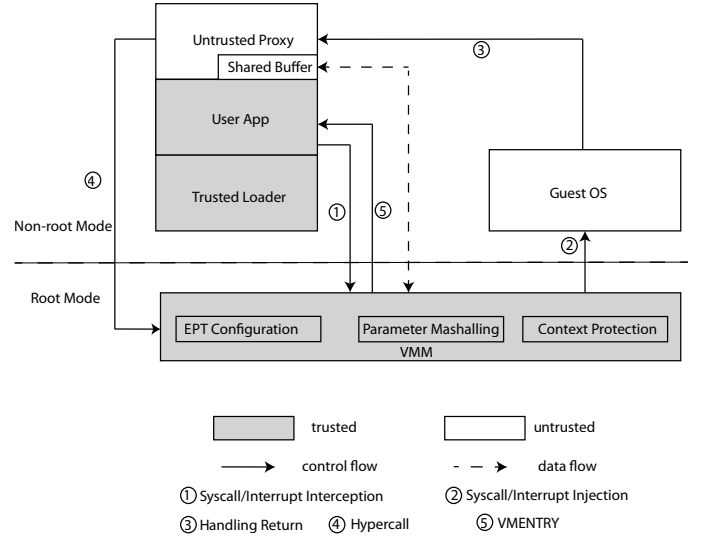 Untrusted Proxy
③
Shared Buffer
User App
④
Trusted Loader
Guest OS
①
⑤
Non-root Mode
②
Root Mode
EPT Configuration
Parameter Mashalling
Context Protection
VMM
trusted
untrusted
control flow
data flow
① Syscall/Interrupt Interception
② Syscall/Interrupt Injection
③ Handling Return
④ Hypercall
⑤ VMENTRY